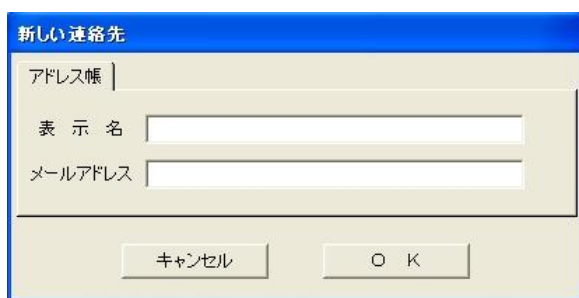 新しい連絡先
アドレス帳
表 示 名
メールアドレス
キャンセル
Ｏ Ｋ